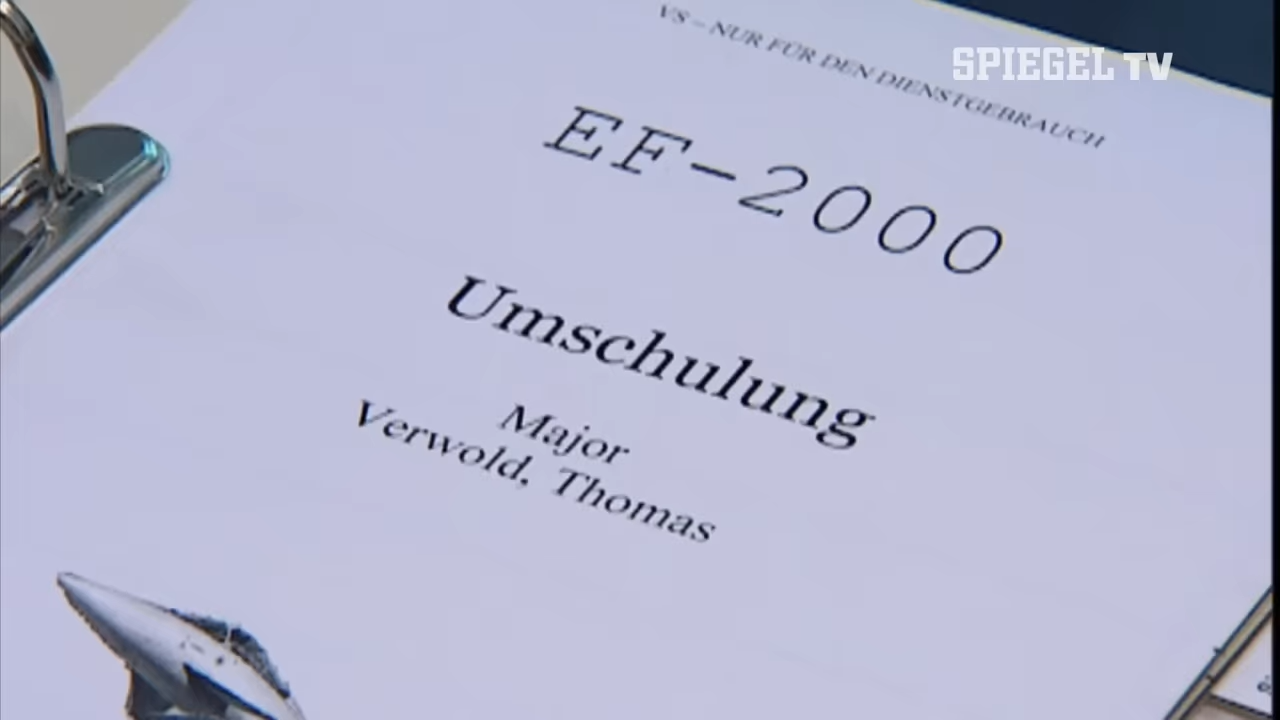 VS – NUR FÜR DEN DIENSTGEBRAUCH
SPIEGEL TV
EF-2000
Umschulung
Major
Verwold, Thomas